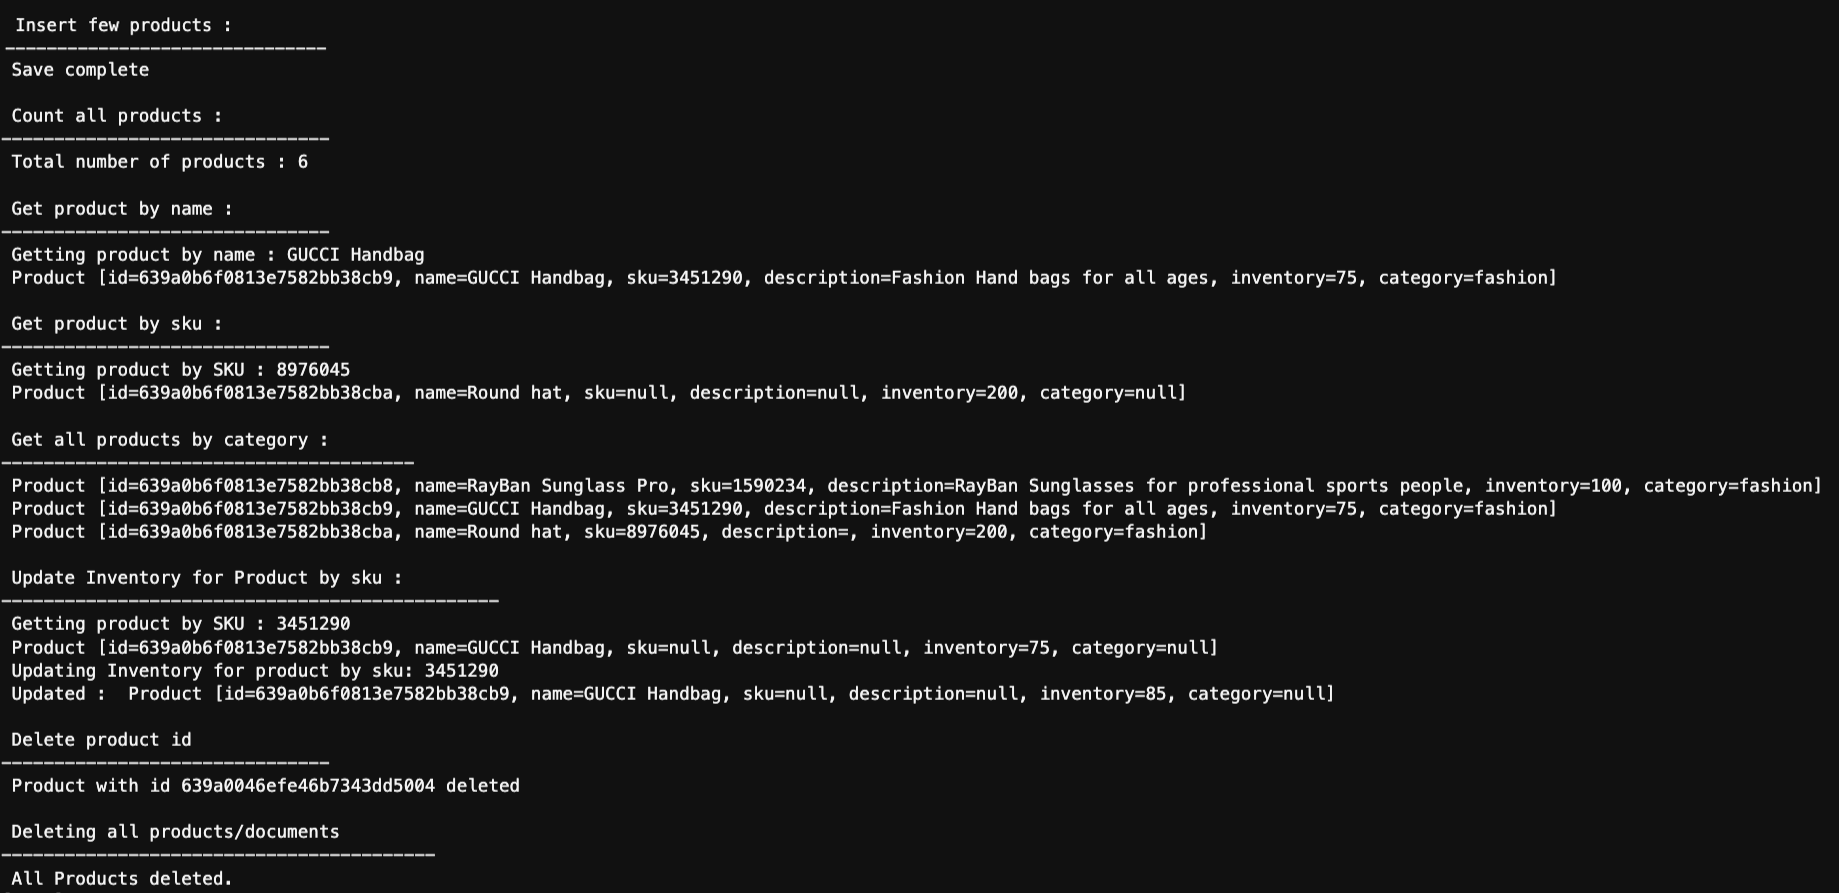 Insert few products :
-------------------------------
Save complete
Count all products :
-------------------------------
Total number of products : 6
Get product by name :
-------------------------------
Getting product by name : GUCCI Handbag
Product [id=639a0b6f0813e7582bb38cb9, name=GUCCI Handbag, sku=3451290, description=Fashion Hand bags for all ages, inventory=75, category=fashion]
Get product by sku :
-------------------------------
Getting product by SKU : 8976045
Product [id=639a0b6f0813e7582bb38cba, name=Round hat, sku=null, description=null, inventory=200, category=null]
Get all products by category :
---------------------------------------
Product [id=639a0b6f0813e7582bb38cb8, name=RayBan Sunglass Pro, sku=1590234, description=RayBan Sunglasses for professional sports people, inventory=100, category=fashion]
Product [id=639a0b6f0813e7582bb38cb9, name=GUCCI Handbag, sku=3451290, description=Fashion Hand bags for all ages, inventory=75, category=fashion]
Product [id=639a0b6f0813e7582bb38cba, name=Round hat, sku=8976045, description=, inventory=200, category=fashion]
Update Inventory for Product by sku :
-----------------------------------------------
Getting product by SKU : 3451290
Product [id=639a0b6f0813e7582bb38cb9, name=GUCCI Handbag, sku=null, description=null, inventory=75, category=null]
Updating Inventory for product by sku: 3451290
Updated :  Product [id=639a0b6f0813e7582bb38cb9, name=GUCCI Handbag, sku=null, description=null, inventory=85, category=null]
Delete product id
-------------------------------
Product with id 639a0046efe46b7343dd5004 deleted
Deleting all products/documents
-----------------------------------------
All Products deleted.